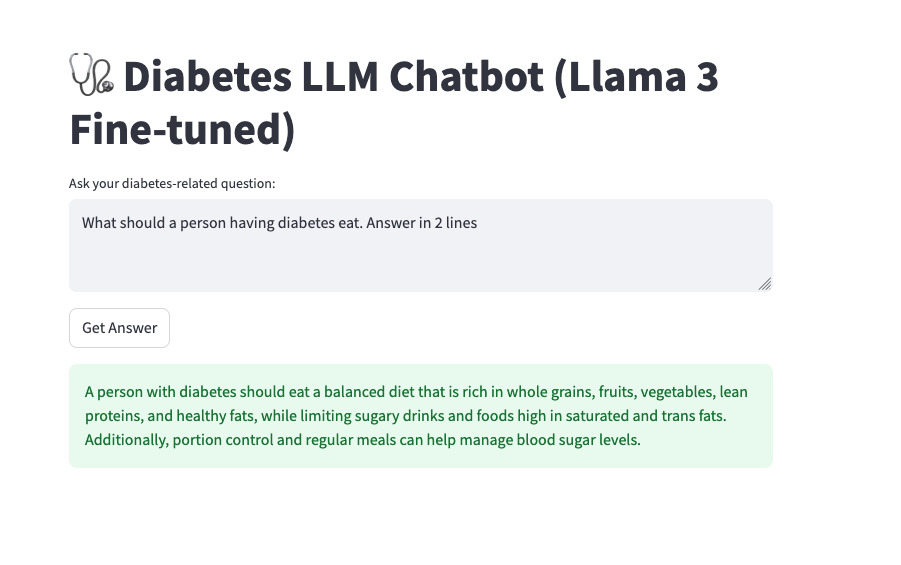 🩺 Diabetes LLM Chatbot (Llama 3
Fine-tuned)
Ask your diabetes-related question:
What should a person having diabetes eat. Answer in 2 lines
Get Answer
A person with diabetes should eat a balanced diet that is rich in whole grains, fruits, vegetables, lean
proteins, and healthy fats, while limiting sugary drinks and foods high in saturated and trans fats.
Additionally, portion control and regular meals can help manage blood sugar levels.